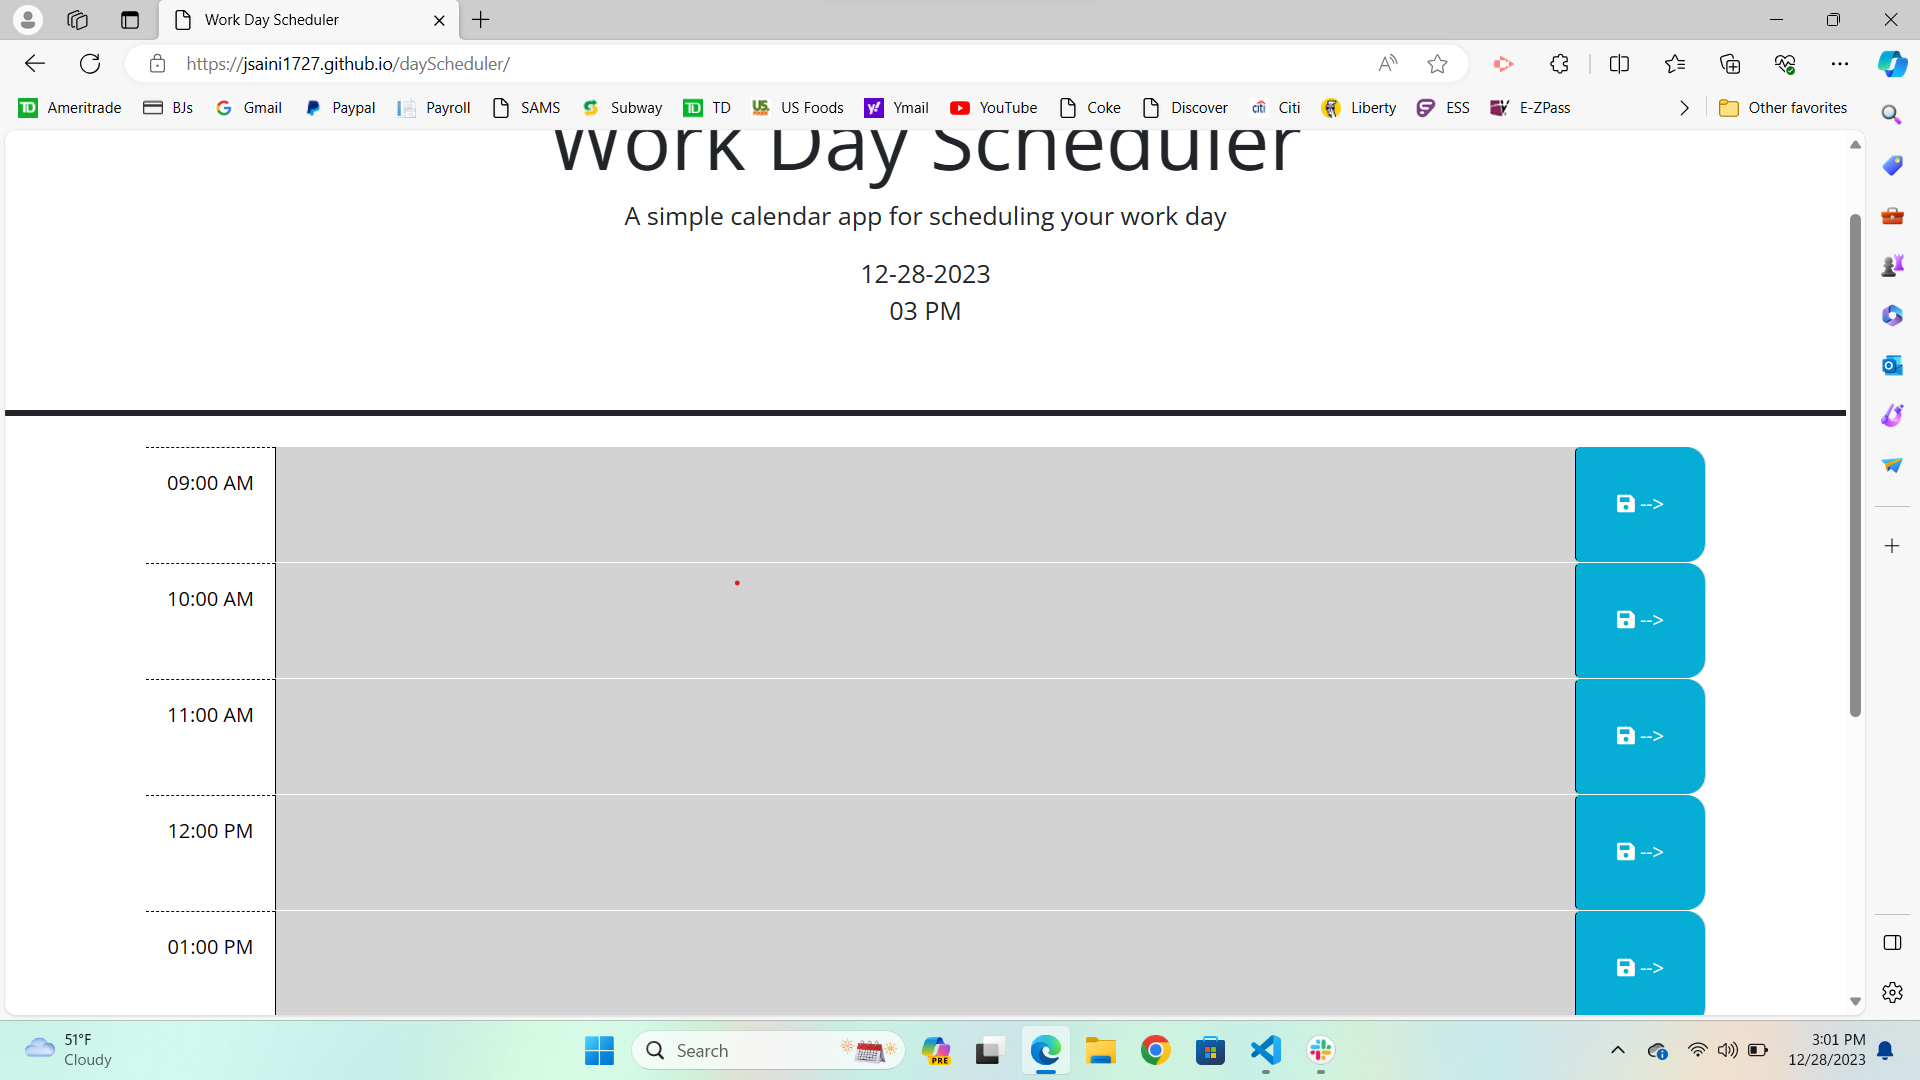 Work Day Scheduler
https://jsaini1727.github.io/dayScheduler/
Ameritrade BJs Gmail Paypal Payroll SAMS Subway TD US Foods Ymail YouTube Coke Discover Citi Liberty ESS E-ZPass Other favorites
Work Day Scheduler
A simple calendar app for scheduling your work day
12-28-2023
03 PM
09:00 AM -->
10:00 AM -->
11:00 AM -->
12:00 PM -->
01:00 PM -->
51°F
Cloudy
Search
PRE
3:01 PM
12/28/2023